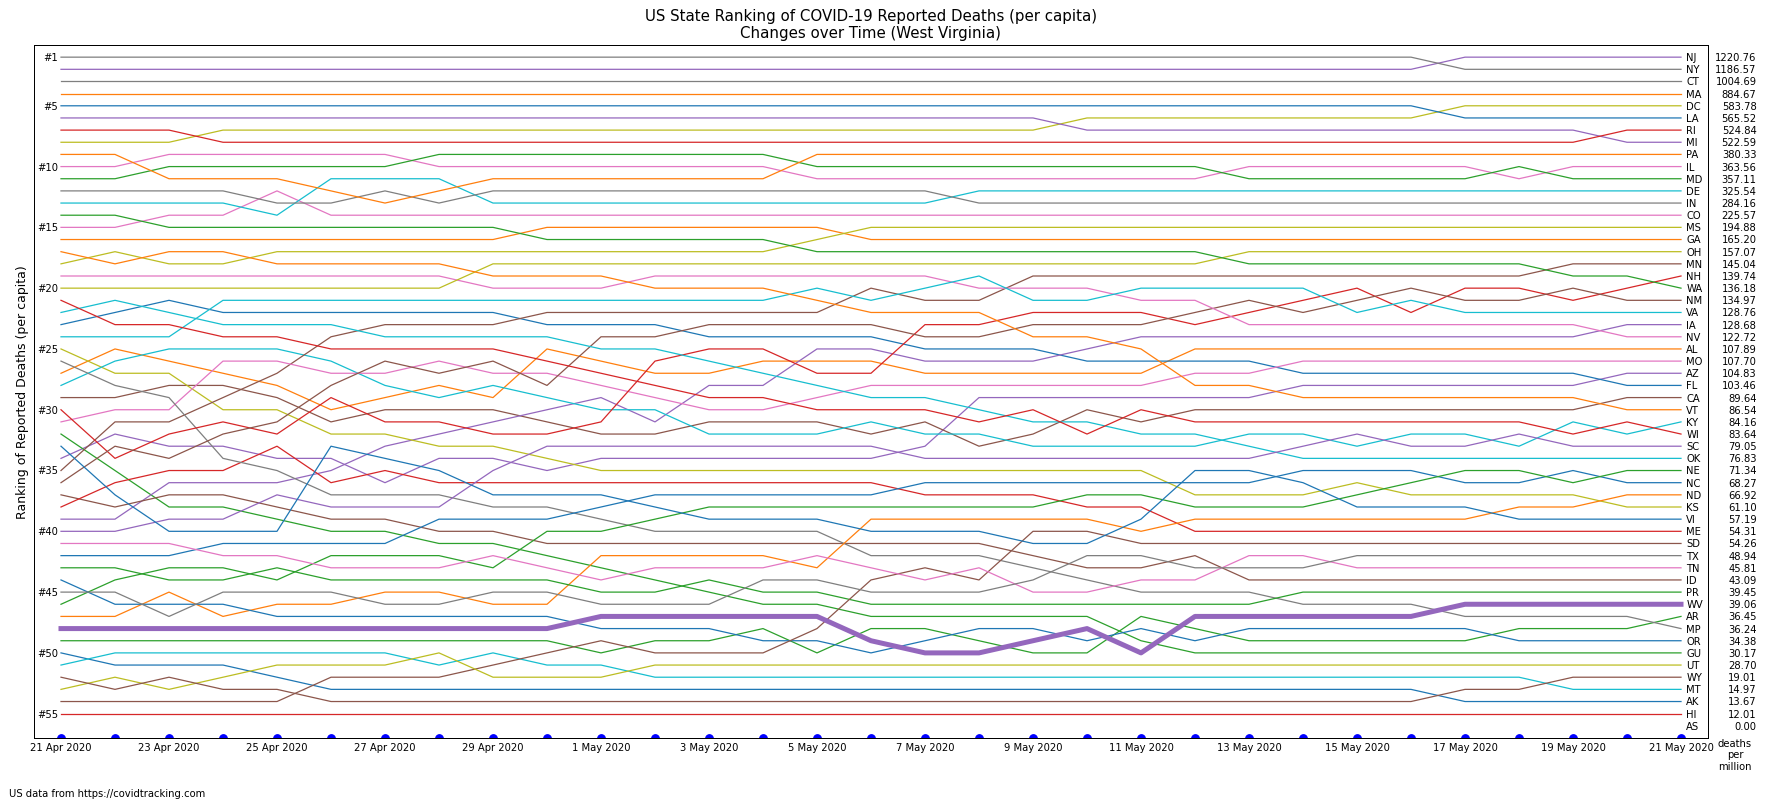 US State Ranking of COVID-19 Reported Deaths (per capita)
Changes over Time (West Virginia)
Ranking of Reported Deaths (per capita)
#1
#5
#10
#15
#20
#25
#30
#35
#40
#45
#50
#55
NJ 1220.76
NY 1186.57
CT 1004.69
MA 884.67
DC 583.78
LA 565.52
RI 524.84
MI 522.59
PA 380.33
IL 363.56
MD 357.11
DE 325.54
IN 284.16
CO 225.57
MS 194.88
GA 165.20
OH 157.07
MN 145.04
NH 139.74
WA 136.18
NM 134.97
VA 128.76
IA 128.68
NV 122.72
AL 107.89
MO 107.70
AZ 104.83
FL 103.46
CA 89.64
VT 86.54
KY 84.16
WI 83.64
SC 79.05
OK 76.83
NE 71.34
NC 68.27
ND 66.92
KS 61.10
VI 57.19
ME 54.31
SD 54.26
TX 48.94
TN 45.81
ID 43.09
PR 39.45
WV 39.06
AR 36.45
MP 36.24
OR 34.38
GU 30.17
UT 28.70
WY 19.01
MT 14.97
AK 13.67
HI 12.01
AS 0.00
21 Apr 2020 23 Apr 2020 25 Apr 2020 27 Apr 2020 29 Apr 2020 1 May 2020 3 May 2020 5 May 2020 7 May 2020 9 May 2020 11 May 2020 13 May 2020 15 May 2020 17 May 2020 19 May 2020 21 May 2020
deaths
per
million
US data from https://covidtracking.com